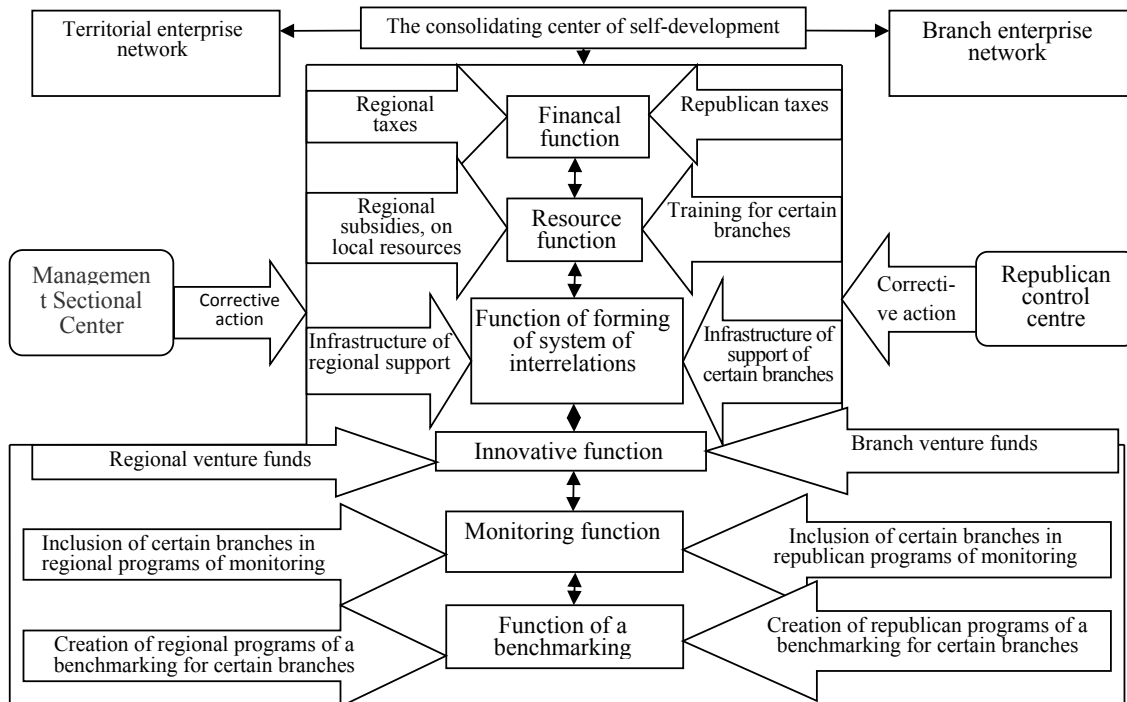 Territorial enterprise
network
The consolidating center of self-development
Branch enterprise
network
Regional
taxes
Financal
function
Republican taxes
Regional
subsidies, on
local resources
Resource
function
Training for certain
branches
Managemen
t Sectional
Center
Corrective
action
Function of forming
of system of
interrelations
Correcti-
ve action
Republican
control
centre
Infrastructure of
regional support
Infrastructure of
support of
certain branches
Regional venture funds
Innovative function
Branch venture funds
Inclusion of certain branches in
regional programs of monitoring
Monitoring function
Inclusion of certain branches in
republican programs of monitoring
Creation of regional programs of
a benchmarking for certain branches
Function of a
benchmarking
Creation of republican programs of a
benchmarking for certain branches